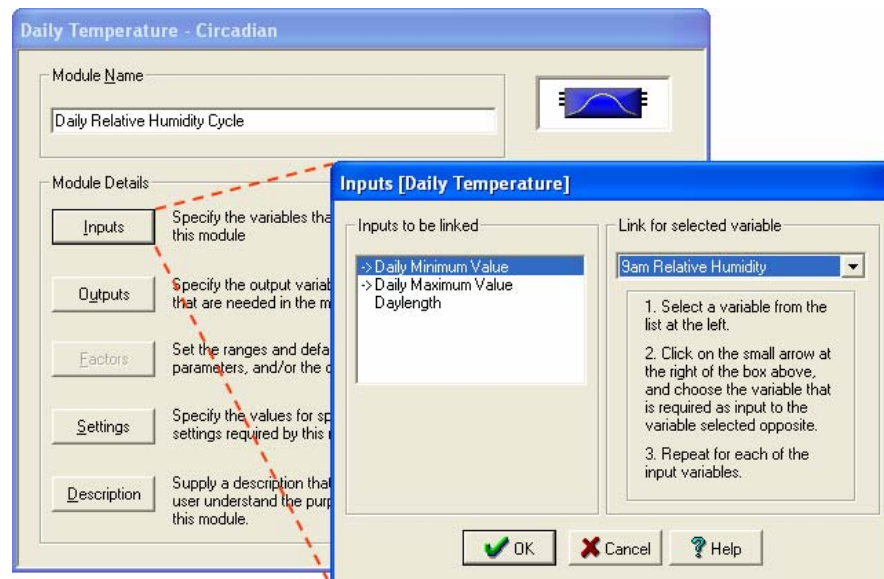 Daily Temperature - Circadian
Module Name
Daily Relative Humidity Cycle
Module Details
Inputs
Specify the variables tha
this module
Outputs
Specify the output variab
that are needed in the m
Factors
Set the ranges and defa
parameters, and/or the
Settings
Specify the values for sp
settings required by this
Description
Supply a description that
user understand the purp
this module.
Inputs [Daily Temperature]
Inputs to be linked
-> Daily Minimum Value
-> Daily Maximum Value
Daylength
Link for selected variable
9am Relative Humidity
1. Select a variable from the
list at the left.
2. Click on the small arrow at
the right of the box above,
and choose the variable that
is required as input to the
variable selected opposite.
3. Repeat for each of the
input variables.
OK
Cancel
Help